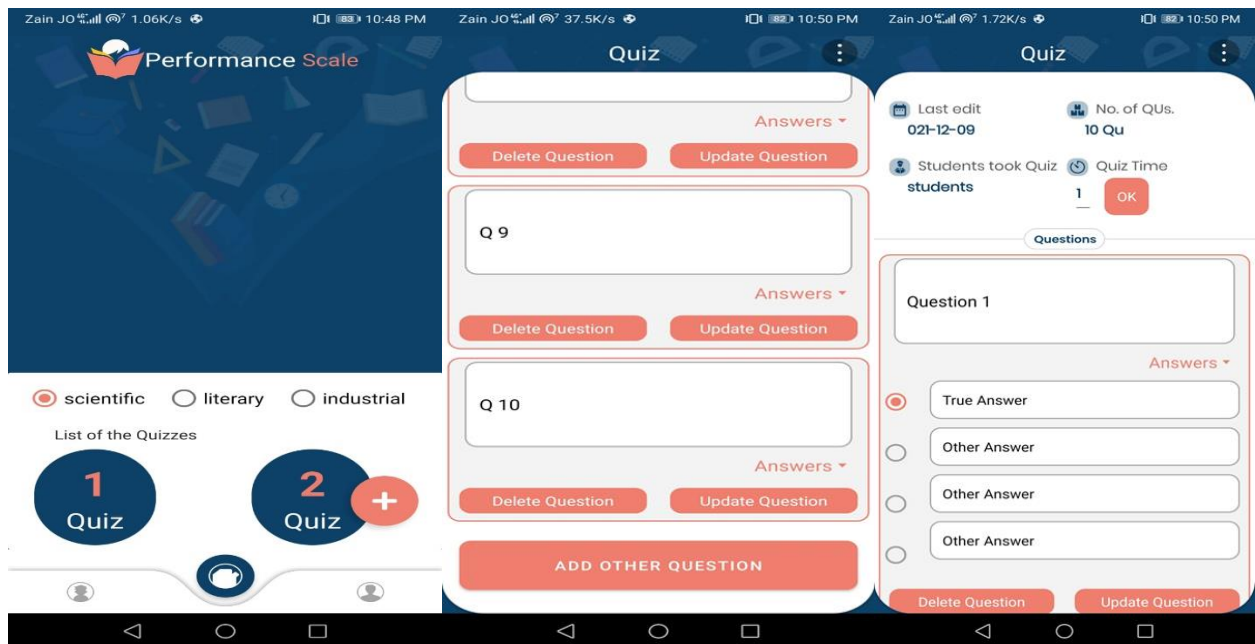 Zain JO 1.06K/s 83 10:48 PM
Performance Scale
scientific literary industrial
List of the Quizzes
1 Quiz
2 Quiz
+
Zain JO 37.5K/s 82 10:50 PM
Quiz
Answers
Delete Question Update Question
Q 9
Answers
Delete Question Update Question
Q 10
Answers
Delete Question Update Question
ADD OTHER QUESTION
Zain JO 1.72K/s 82 10:50 PM
Quiz
Last edit No. of QUs.
021-12-09 10 Qu
Students took Quiz Quiz Time
students 1 OK
Questions
Question 1
Answers
True Answer
Other Answer
Other Answer
Other Answer
Delete Question Update Question